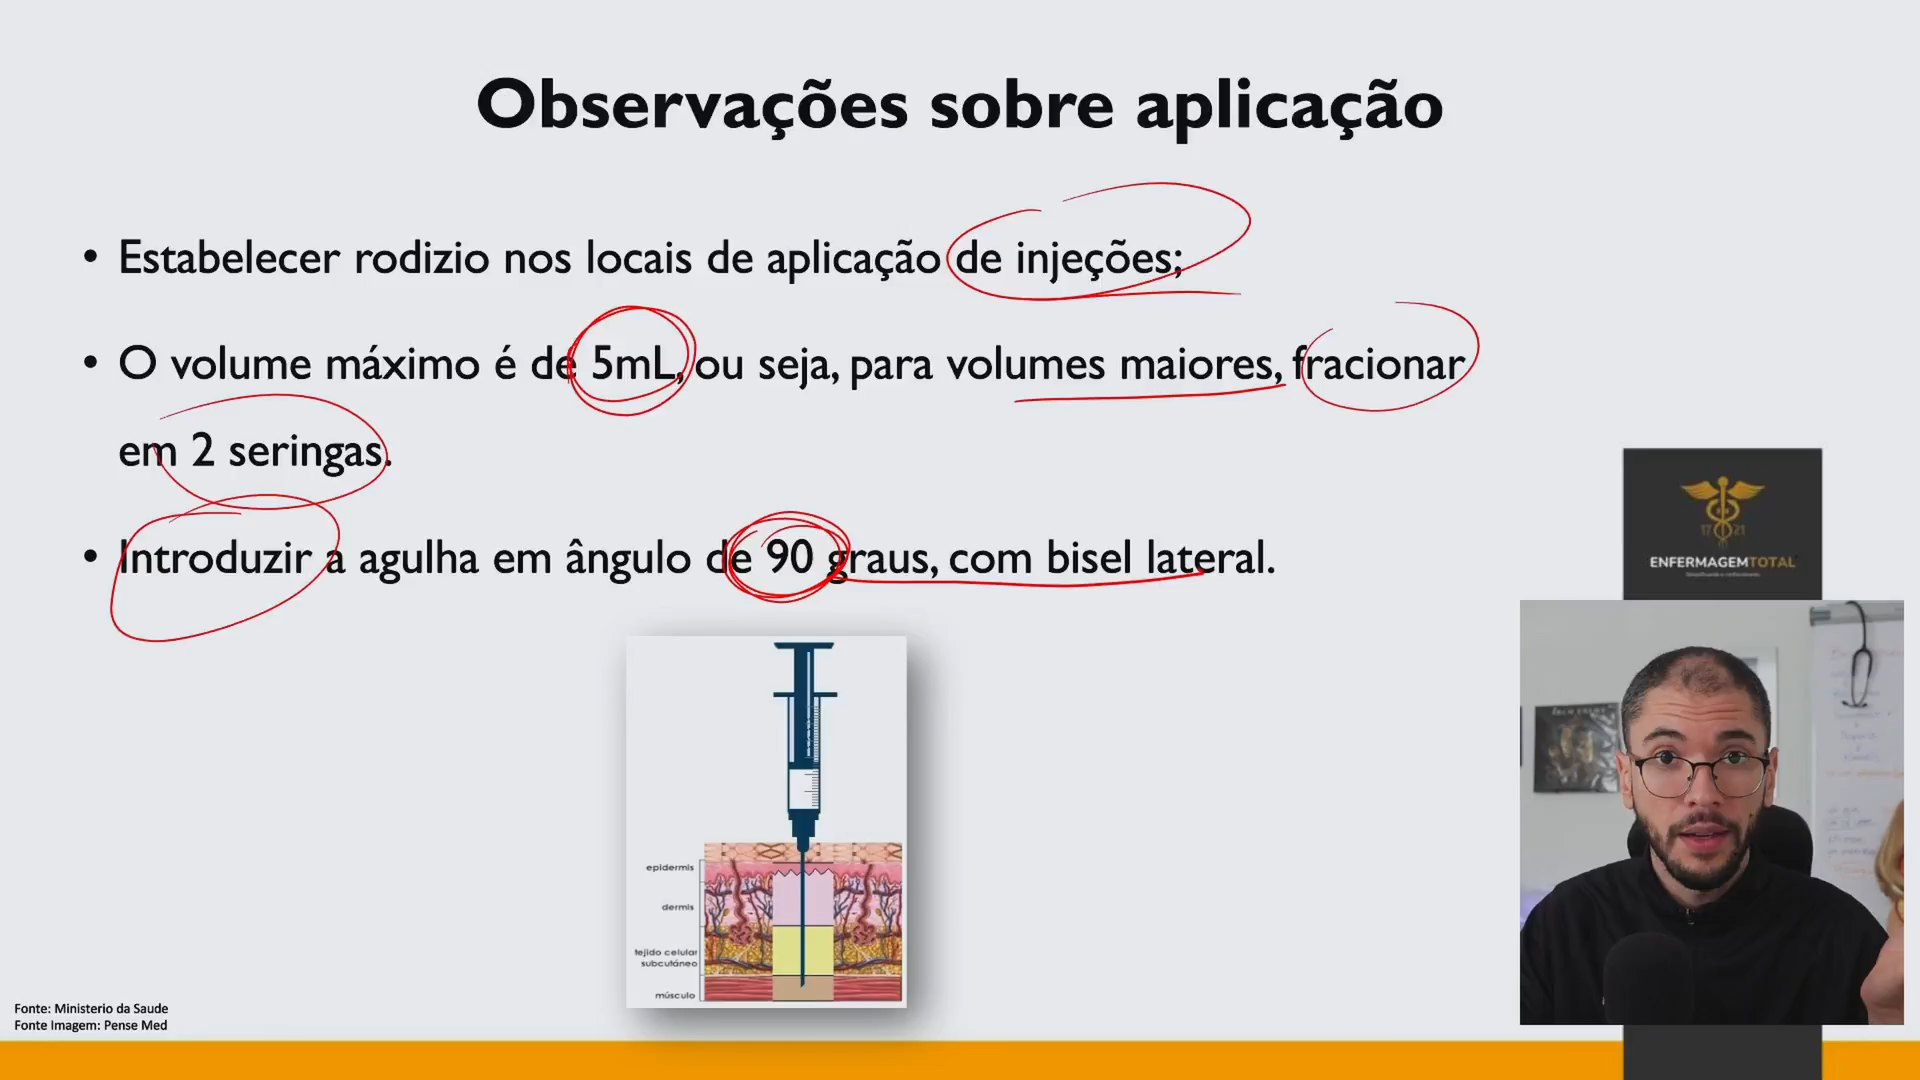 Observações sobre aplicação
• Estabelecer rodizio nos locais de aplicação de injeções;
• O volume máximo é de 5mL, ou seja, para volumes maiores, fracionar
em 2 seringas.
• Introduzir a agulha em ângulo de 90 graus, com bisel lateral.
epidermis
dermis
tejido celular
subcutáneo
músculo
17 21
ENFERMAGEMTOTAL
Fonte: Ministerio da Saude
Fonte Imagem: Pense Med